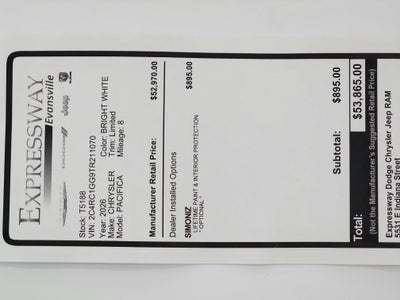 EXPRESSWAY
Evansville
DODGE
Jeep
RAM
Stock: T5188
VIN: 2C4RC1GG9TR211070
Year: 2026 Color: BRIGHT WHITE
Make: CHRYSLER Trim: Limited
Model: PACIFICA Mileage: 8
Manufacturer Retail Price: $52,970.00
Dealer Installed Options
SIMONIZ $895.00
LIFETIME PAINT & INTERIOR PROTECTION
* OPTIONAL *
Subtotal: $895.00
Total: $53,865.00
(Not the Manufacturer's Suggested Retail Price)
Expressway Dodge Chrysler Jeep RAM
5531 E Indiana Street